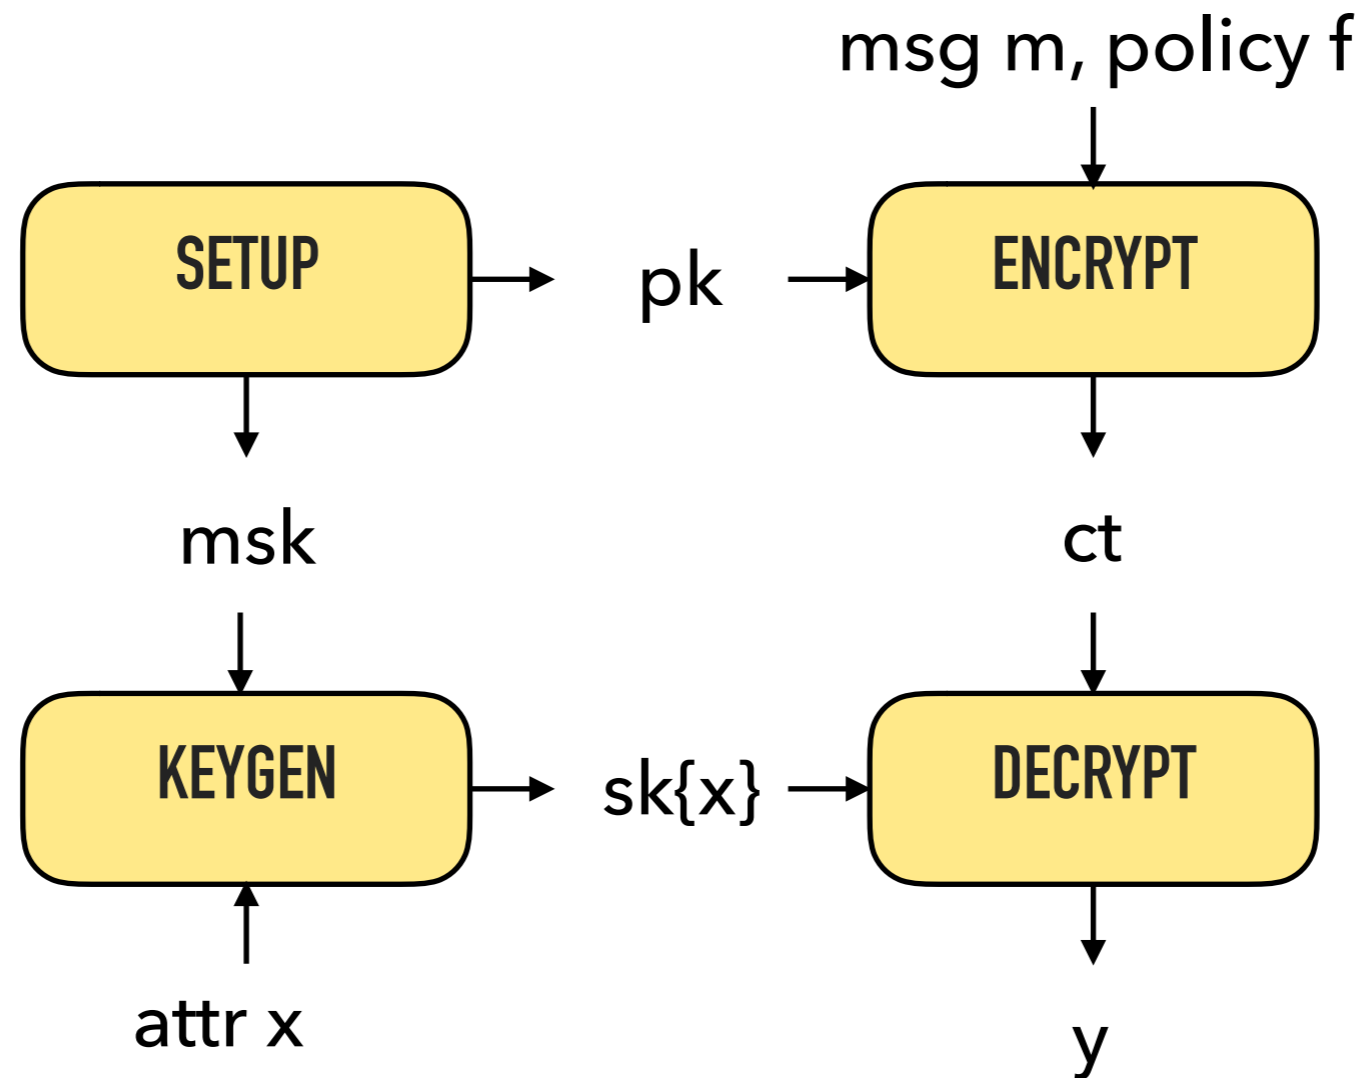 msg m, policy f
SETUP
pk
ENCRYPT
msk
ct
KEYGEN
sk{x}
DECRYPT
attr x
y